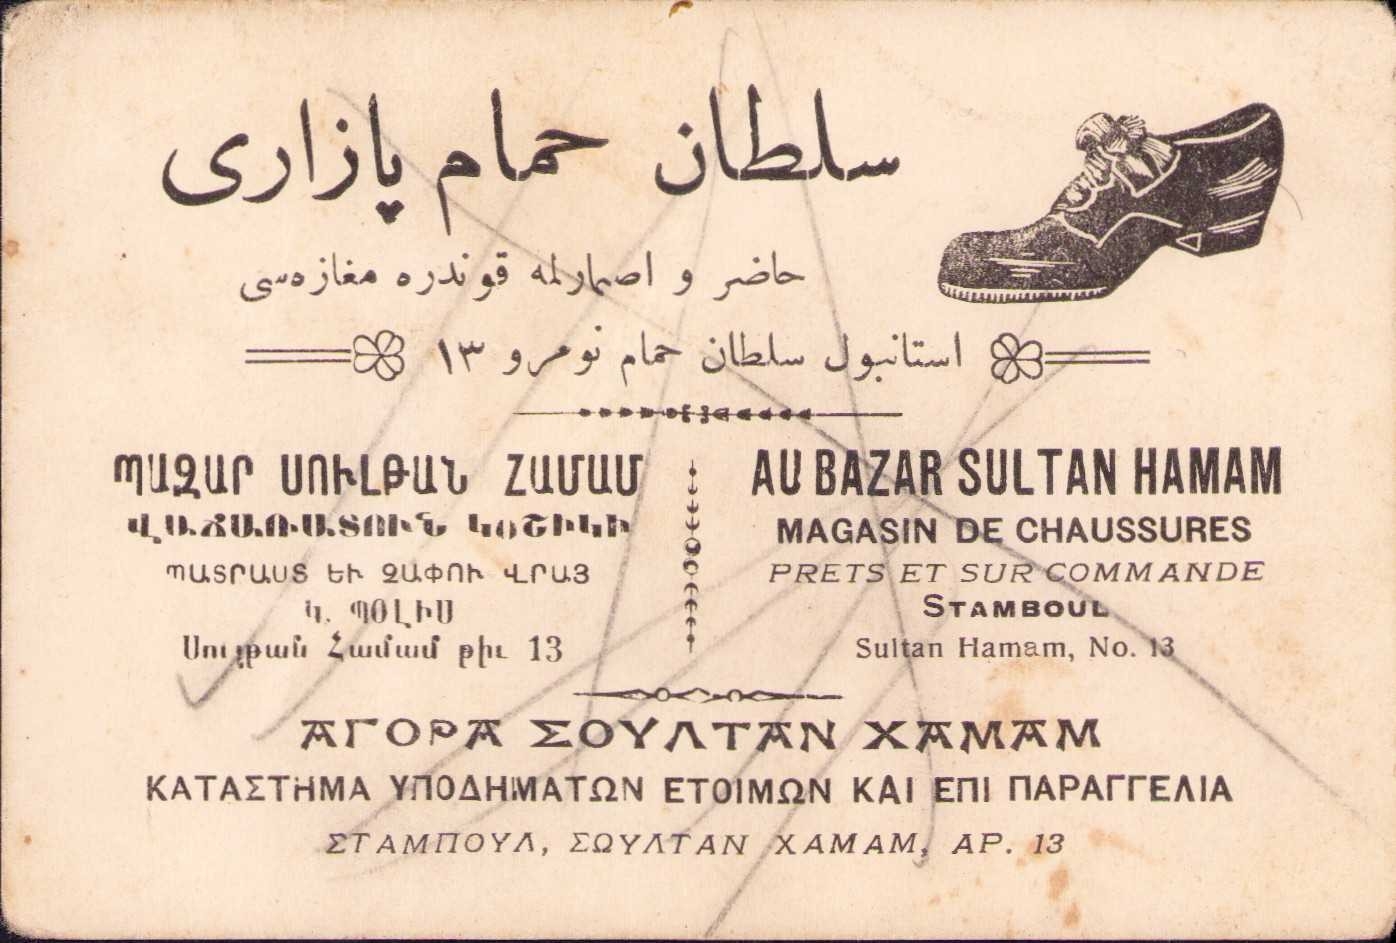 سلطان حمام پازاری
حاضر و اصمارلمه قوندره مغازه‌سی
استانبول سلطان حمام نومرو ١٣
ՊԱԶԱՐ ՍՈՒԼԹԱՆ ՀԱՄԱՄ
ՎԱՃԱՌԱՏՈՒՆ ԿՕՇԻԿԻ
ՊԱՏՐԱՍՏ ԵՒ ՉԱՓՈՒ ՎՐԱՅ
Կ. ՊՕԼԻՍ
Սուլթան Համամ թիւ 13
AU BAZAR SULTAN HAMAM
MAGASIN DE CHAUSSURES
PRETS ET SUR COMMANDE
STAMBOUL
Sultan Hamam, No. 13
ΑΓΟΡΑ ΣΟΥΛΤΑΝ ΧΑΜΑΜ
ΚΑΤΑΣΤΗΜΑ ΥΠΟΔΗΜΑΤΩΝ ΕΤΟΙΜΩΝ ΚΑΙ ΕΠΙ ΠΑΡΑΓΓΕΛΙΑ
ΣΤΑΜΠΟΥΛ, ΣΩΥΛΤΑΝ ΧΑΜΑΜ, ΑΡ. 13